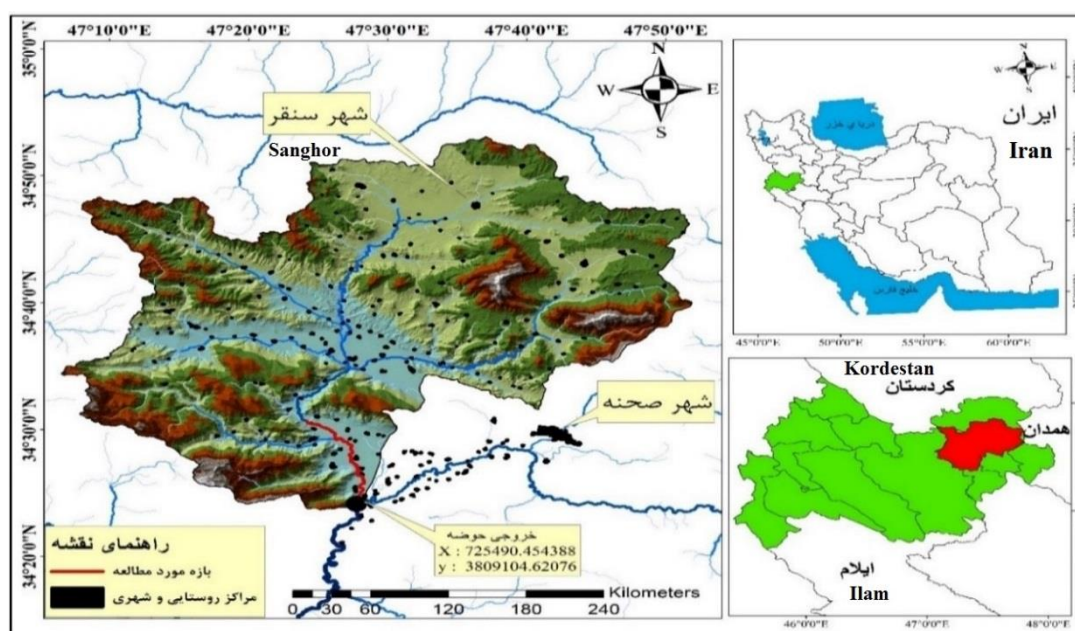 47°10'0"E 47°20'0"E 47°30'0"E 47°40'0"E 47°50'0"E
35°0'0"N
34°50'0"N
34°40'0"N
34°30'0"N
34°20'0"N
N
W E
S
شهر سنقر
Sanghor
شهر صحنه
خروجی حوضه
X : 725490.454388
y : 3809104.62076
راهنمای نقشه
بازه مورد مطالعه
مراکز روستایی و شهری
Kilometers
0 30 60 120 180 240
N
W E
S
دریای خزر
ایران
Iran
خلیج فارس
45°0'0"E 50°0'0"E 55°0'0"E 60°0'0"E
Kordestan
کردستان
همدان
ایلام
Ilam
46°0'0"E 47°0'0"E 48°0'0"E